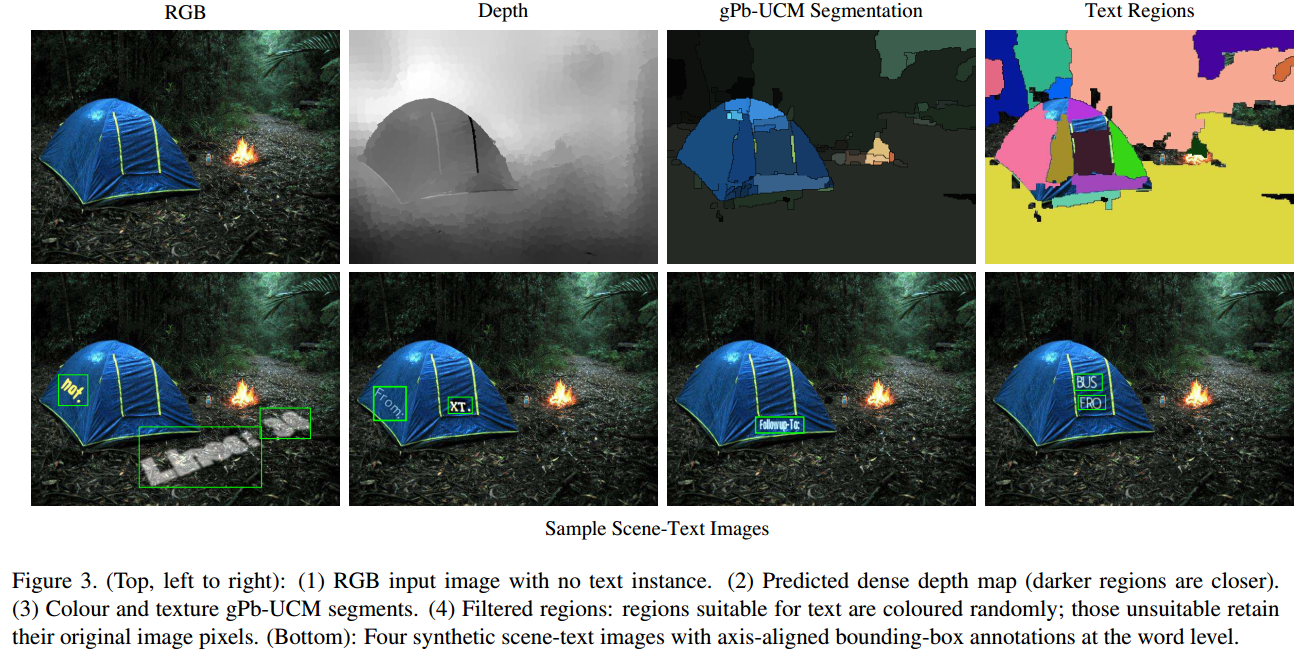 RGB
Depth
gPb-UCM Segmentation
Text Regions
hot.
From:
XT.
Followup-To:
BUS
FRO
Sample Scene-Text Images
Figure 3. (Top, left to right): (1) RGB input image with no text instance. (2) Predicted dense depth map (darker regions are closer).
(3) Colour and texture gPb-UCM segments. (4) Filtered regions: regions suitable for text are coloured randomly; those unsuitable retain
their original image pixels. (Bottom): Four synthetic scene-text images with axis-aligned bounding-box annotations at the word level.